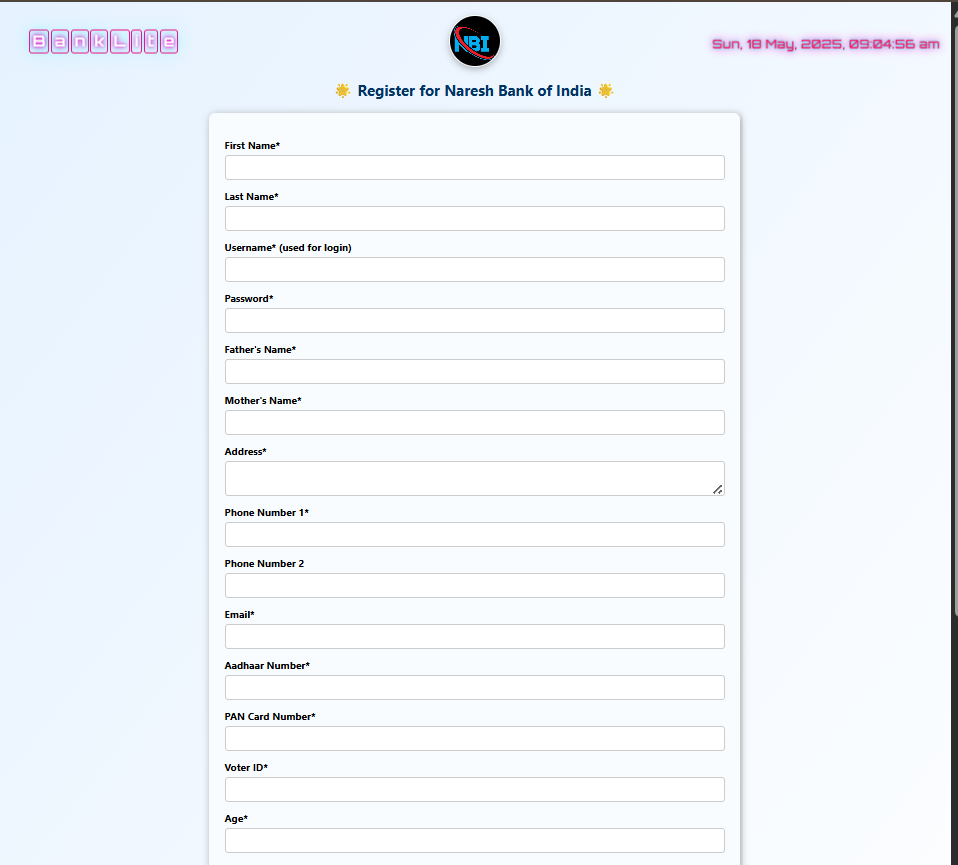 BankLite
NBI
Sun, 18 May, 2025, 09:04:56 am
🌟 Register for Naresh Bank of India 🌟
First Name*
Last Name*
Username* (used for login)
Password*
Father's Name*
Mother's Name*
Address*
Phone Number 1*
Phone Number 2
Email*
Aadhaar Number*
PAN Card Number*
Voter ID*
Age*